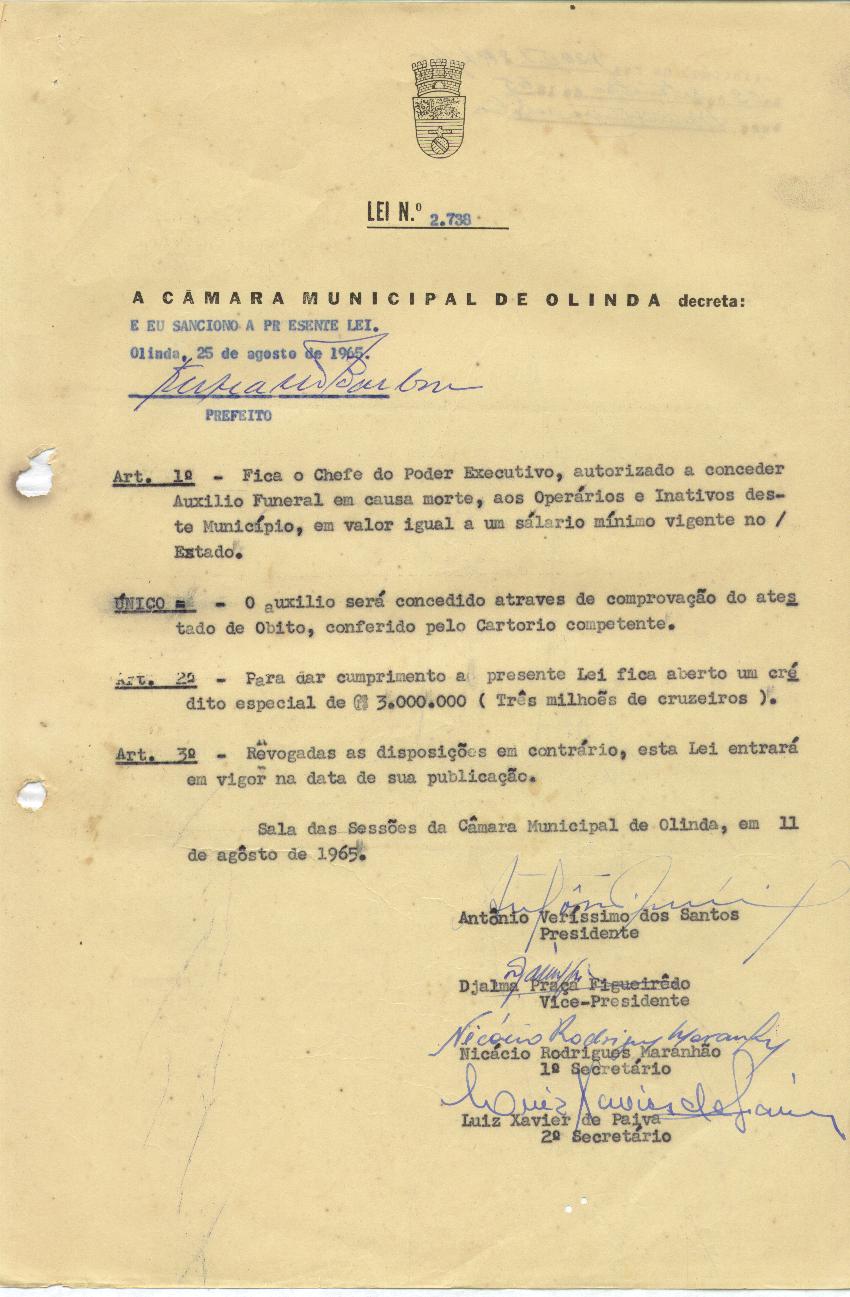 LEI N.º 2.738
A CÂMARA MUNICIPAL DE OLINDA decreta:
E EU SANCIONO A PR ESENTE LEI.
Olinda, 25 de agosto de 1965.
PREFEITO
Art. 1º - Fica o Chefe do Poder Executivo, autorizado a conceder
Auxilio Funeral em causa morte, aos Operários e Inativos des-
te Município, em valor igual a um sálario mínimo vigente no /
Estado.
ÚNICO = - O auxilio será concedido atraves de comprovação do ates
tado de Obito, conferido pelo Cartorio competente.
Art. 2º - Para dar cumprimento a presente Lei fica aberto um cré
dito especial de 3.000.000 ( Três milhoẽs de cruzeiros ).
Art. 3º - Revogadas as disposições em contrário, esta Lei entrará
em vigor na data de sua publicação.
Sala das Sessões da Câmara Municipal de Olinda, em 11
de agôsto de 1965.
Antônio Veríssimo dos Santos
Presidente
Djalma Praça Figueirêdo
Vice-Presidente
Nicácio Rodrigues Maranhão
Nicácio Rodrigues Maranhão
1º Secretário
Luiz Xavier de Paiva
Luiz Xavier de Paiva
2º Secretário